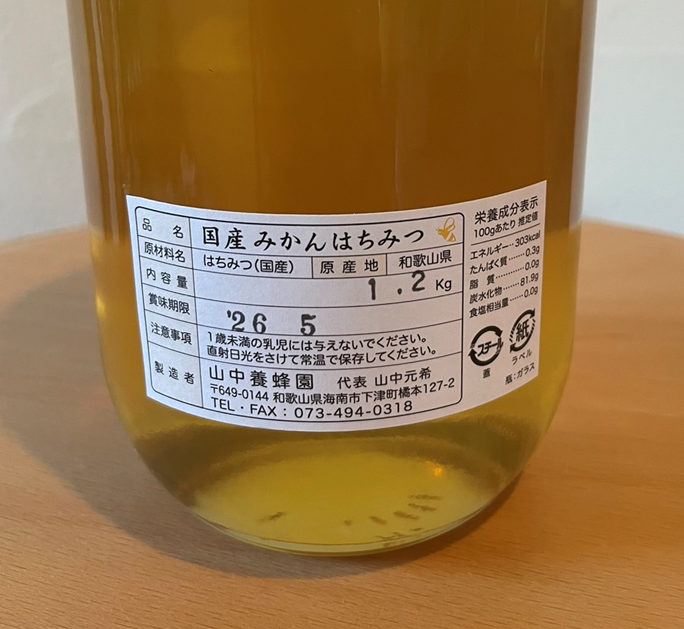 品名 国産みかんはちみつ
原材料名 はちみつ(国産) 原産地 和歌山県
内容量 1.2 Kg
賞味期限 '26 5
注意事項 1歳未満の乳児には与えないでください。
直射日光をさけて常温で保存してください。
製造者 山中養蜂園 代表 山中元希
〒649-0144 和歌山県海南市下津町橘本127-2
TEL・FAX:073-494-0318
栄養成分表示
100gあたり 推定値
エネルギー…303kcal
たんぱく質……0.3g
脂質…………0.0g
炭水化物……81.9g
食塩相当量……0.0g
スチール 紙
蓋 ラベル
瓶:ガラス